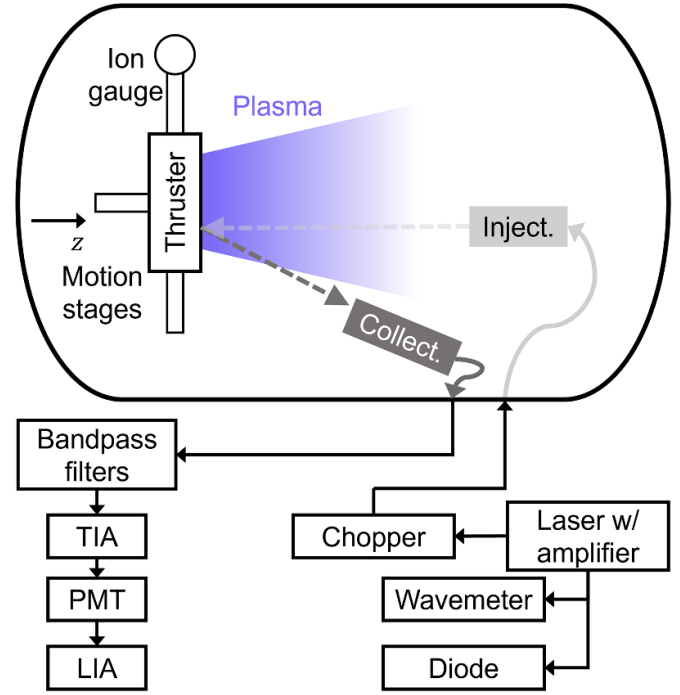 Ion
gauge
Plasma
Thruster
Inject.
z
Motion
stages
Collect.
Bandpass
filters
TIA
PMT
LIA
Chopper
Laser w/
amplifier
Wavemeter
Diode